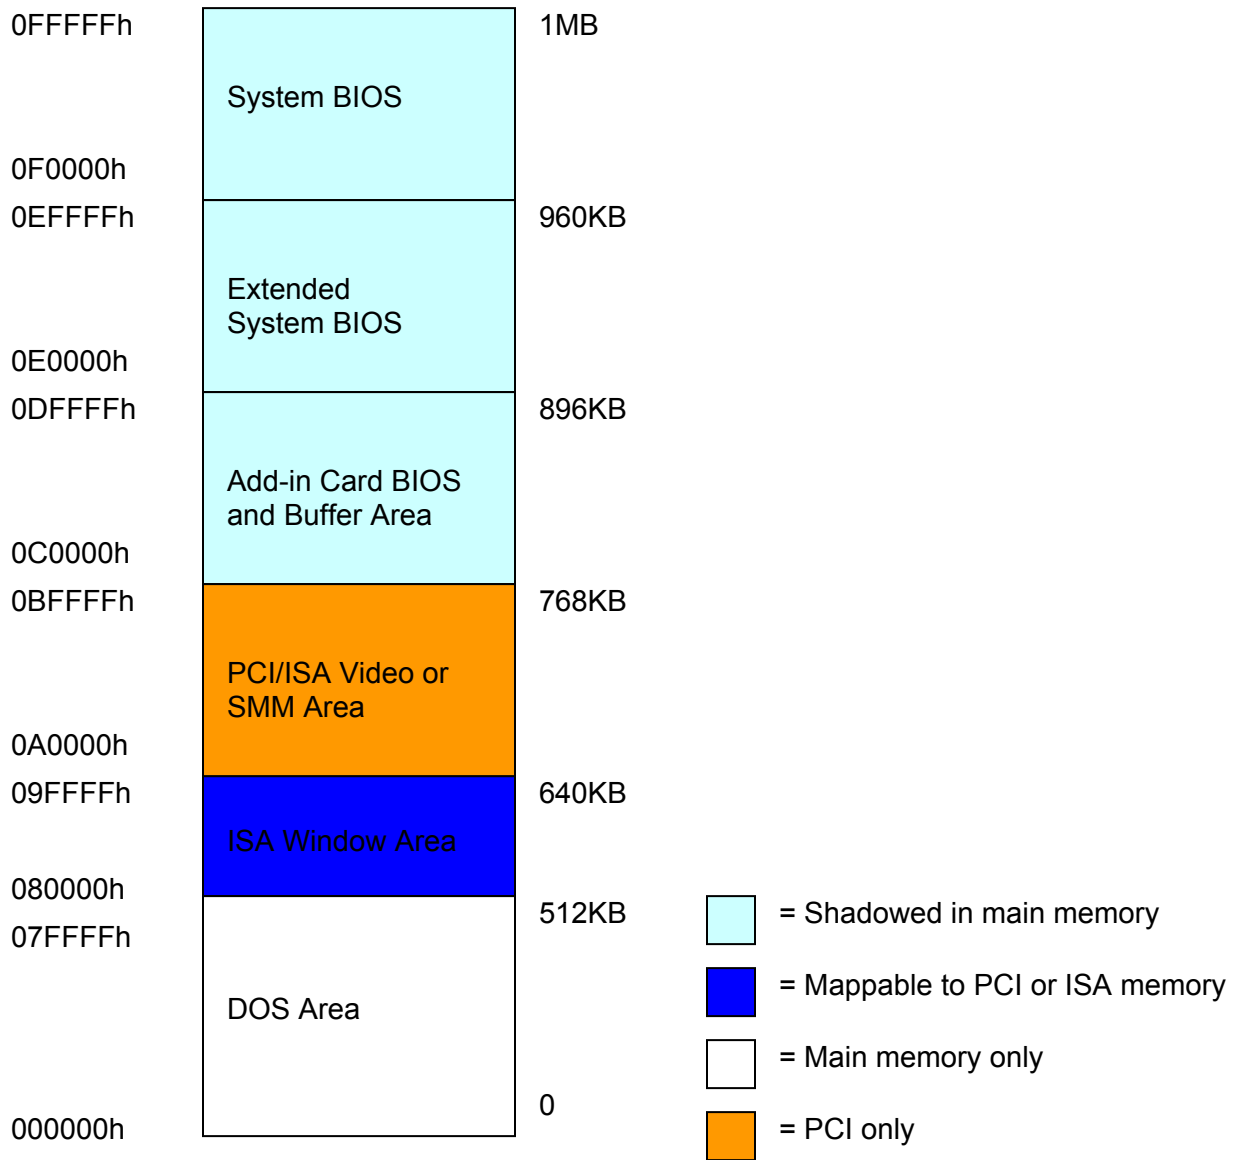 0FFFFFh
1MB
System BIOS
0F0000h
0EFFFFh
960KB
Extended
System BIOS
0E0000h
0DFFFFh
896KB
Add-in Card BIOS
and Buffer Area
0C0000h
0BFFFFh
768KB
PCI/ISA Video or
SMM Area
0A0000h
09FFFFh
640KB
ISA Window Area
080000h
512KB
07FFFFh
DOS Area
0
000000h
= Shadowed in main memory
= Mappable to PCI or ISA memory
= Main memory only
= PCI only